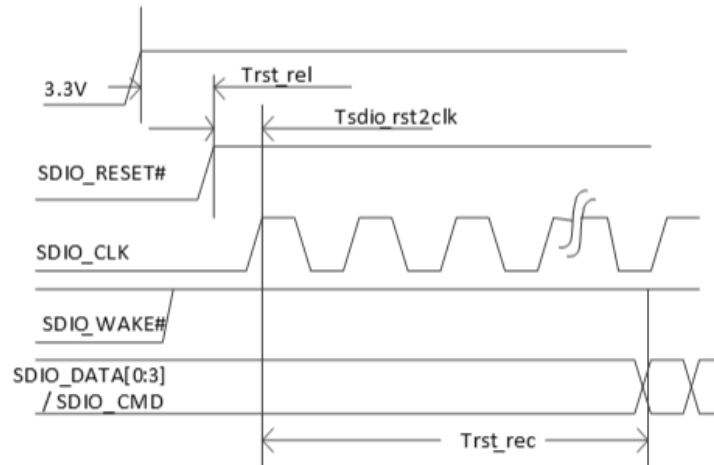 Trst_rel
3.3V
Tsdio_rst2clk
SDIO_RESET#
SDIO_CLK
SDIO_WAKE#
SDIO_DATA[0:3]
/ SDIO_CMD
Trst_rec